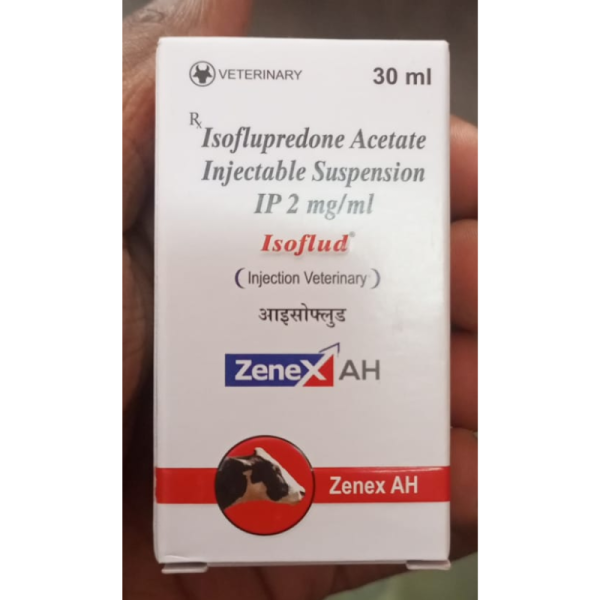 VETERINARY 30 ml
Rx Isoflupredone Acetate
Injectable Suspension
IP 2 mg/ml
Isoflud®
( Injection Veterinary )
आइसोफ्लुड
ZeneX AH
Zenex AH